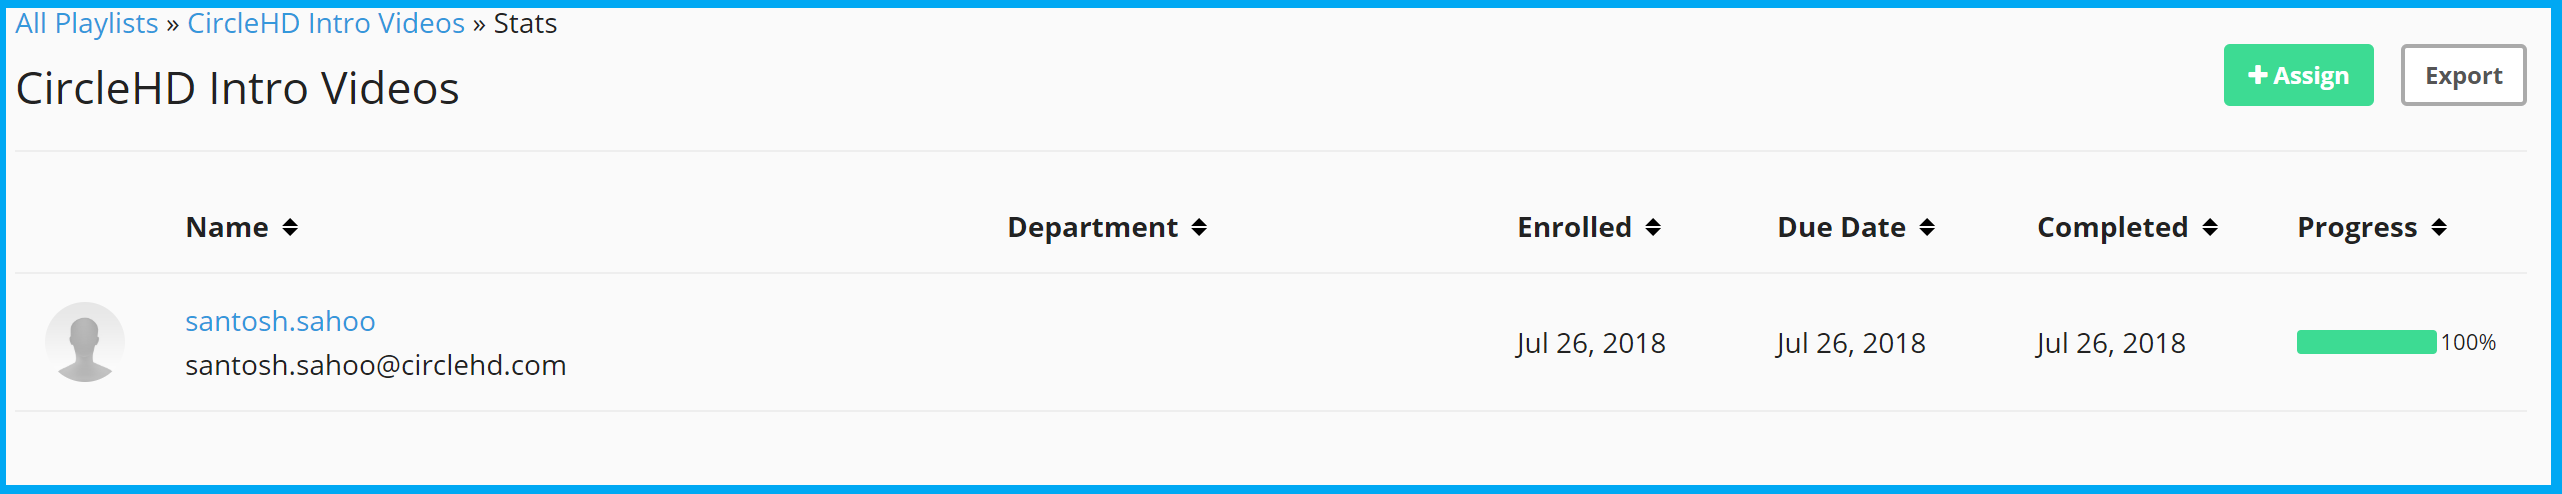 All Playlists » CircleHD Intro Videos » Stats
CircleHD Intro Videos
Assign
Export
Name Department Enrolled Due Date Completed Progress
santosh.sahoo
santosh.sahoo@circlehd.com
Jul 26, 2018 Jul 26, 2018 Jul 26, 2018 100%